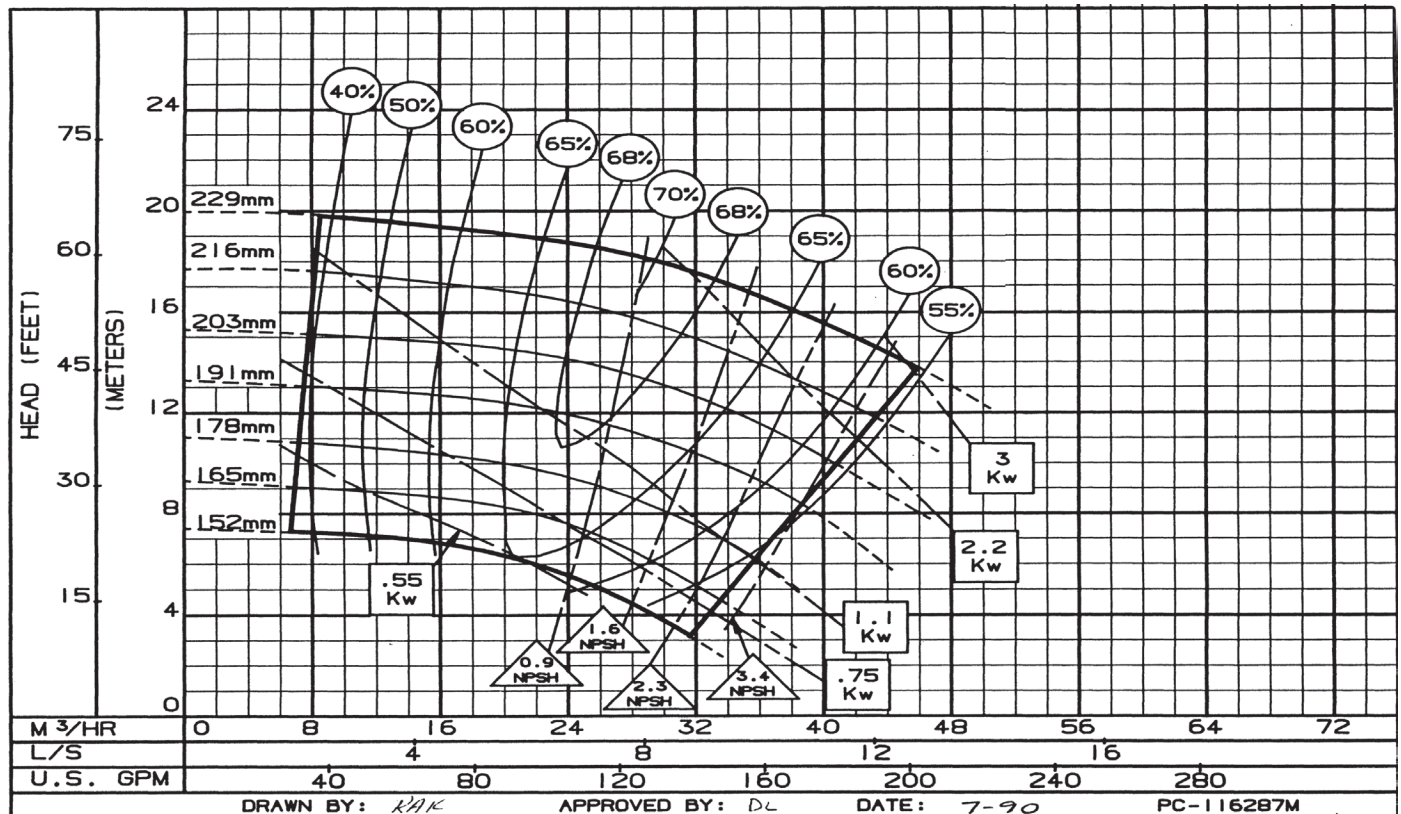 40%
50%
60%
65%
68%
70%
68%
65%
60%
55%
HEAD (FEET)
75
60
45
30
15
(METERS)
24
20
16
12
8
4
0
229mm
216mm
203mm
191mm
178mm
165mm
152mm
.55
Kw
3
Kw
2.2
Kw
1.1
Kw
.75
Kw
0.9
NPSH
1.6
NPSH
2.3
NPSH
3.4
NPSH
M³/HR 0 8 16 24 32 40 48 56 64 72
L/S 4 8 12 16
U.S. GPM 40 80 120 160 200 240 280
DRAWN BY: KAK APPROVED BY: DL DATE: 7-90 PC-116287M